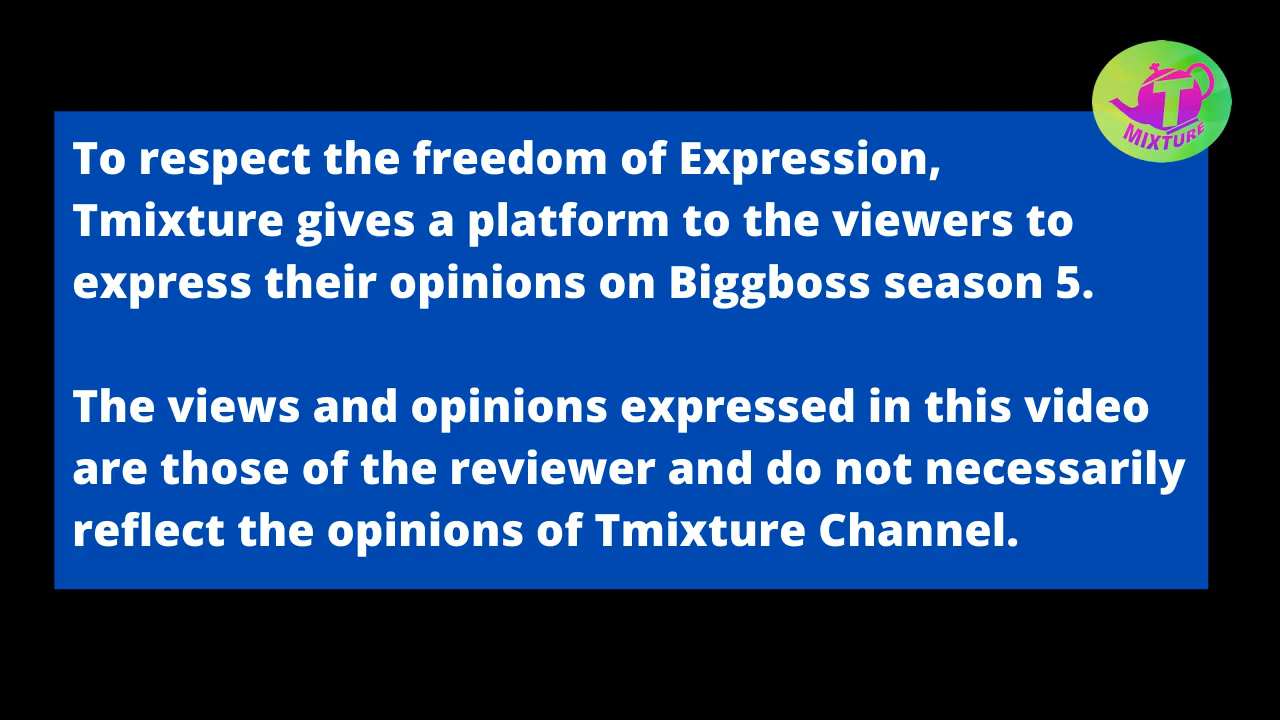 T
MIXTURE
To respect the freedom of Expression,
Tmixture gives a platform to the viewers to
express their opinions on Biggboss season 5.
The views and opinions expressed in this video
are those of the reviewer and do not necessarily
reflect the opinions of Tmixture Channel.